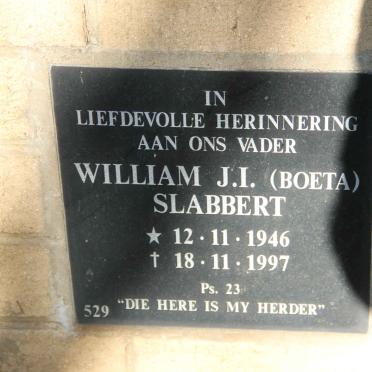 IN
LIEFDEVOLLE HERINNERING
AAN ONS VADER
WILLIAM J.I. (BOETA)
SLABBERT
★ 12·11·1946
† 18·11·1997
Ps. 23
529 "DIE HERE IS MY HERDER"